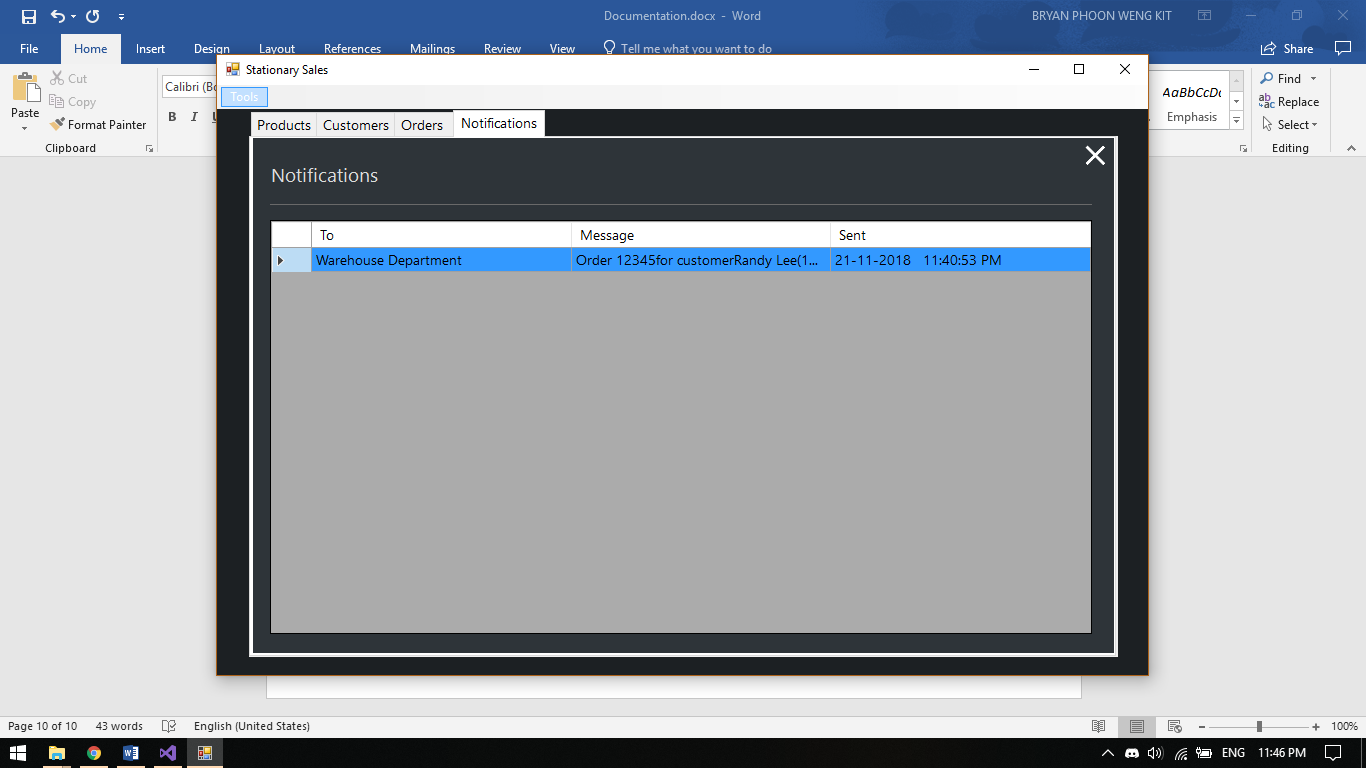 Documentation.docx - Word
BRYAN PHOON WENG KIT
File Home Insert Design Layout References Mailings Review View Tell me what you want to do Share
Stationary Sales
Tools
Cut
Copy
Paste
Format Painter
Clipboard
Calibri (Bo
B I
AaBbCcDc
Emphasis
Find
Replace
Select
Editing
Products Customers Orders Notifications
Notifications
To Message Sent
Warehouse Department Order 12345for customerRandy Lee(1... 21-11-2018 11:40:53 PM
Page 10 of 10 43 words English (United States) 100%
ENG 11:46 PM